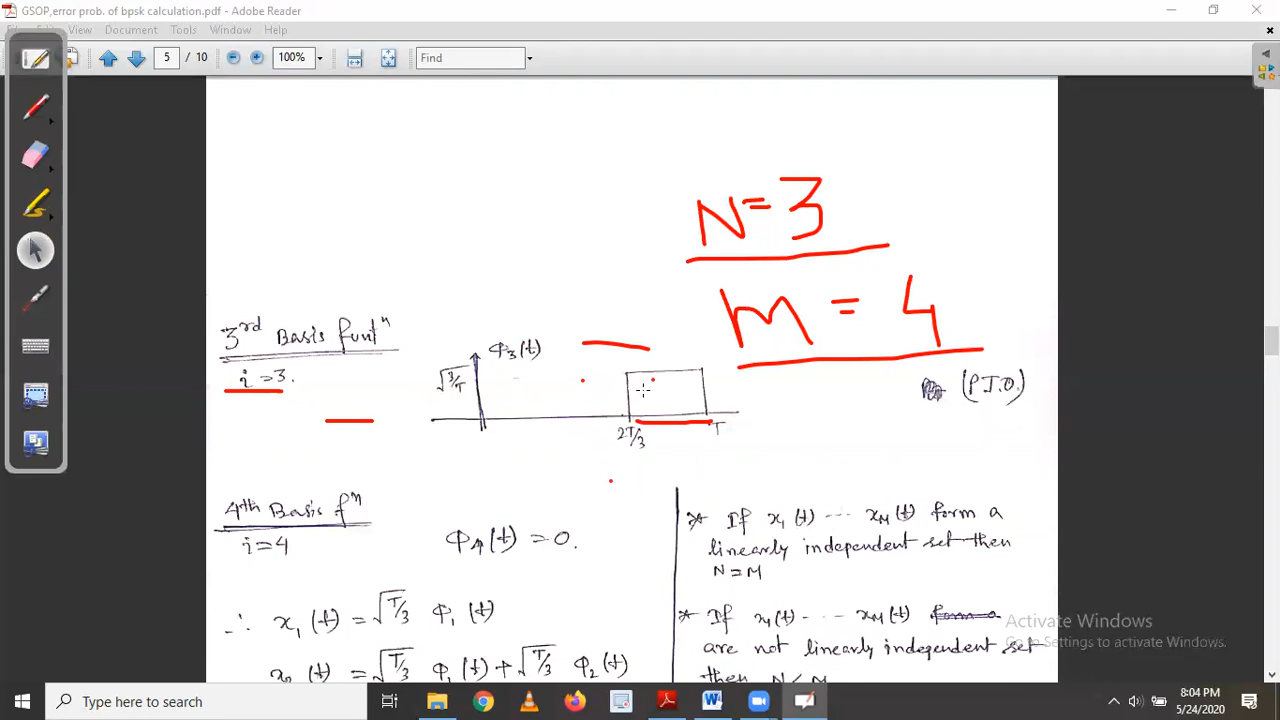 GSOP,error prob. of bpsk calculation.pdf - Adobe Reader
View Document Tools Window Help
5 / 10 100% Find
N=3
m = 4
3rd Basis funtn
i=3.
Φ3(t)
√3/T
2T/3
T
(P.T.O.)
4th Basis fn
i=4
Φ4(t) = 0.
∴ x1(t) = √T/3 Φ1(t)
x2(t) = √T/3 Φ1(t) + √T/3 Φ2(t)
* If x1(t) ---- xM(t) form a
linearly independent set then
N=M
* If x1(t) - - - - xM(t) form a
are not linearly independent set
then N< M
Activate Windows
Go to Settings to activate Windows.
Type here to search
8:04 PM
5/24/2020